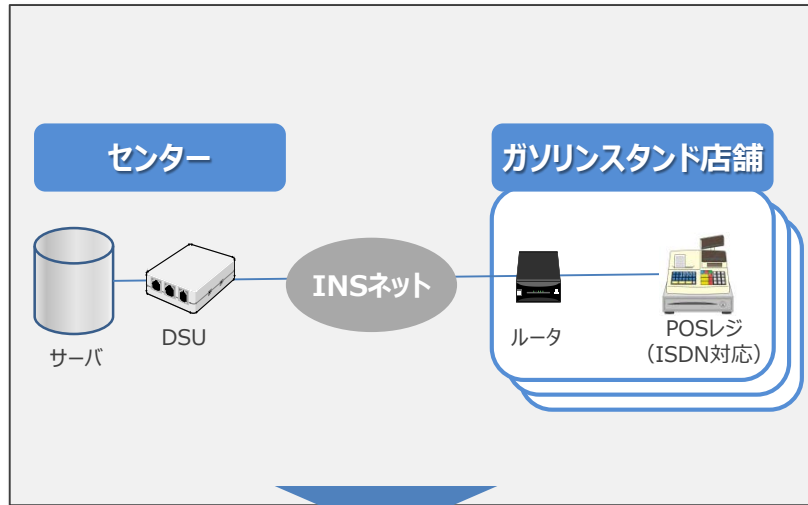 センター
ガソリンスタンド店舗
INSネット
サーバ
DSU
ルータ
POSレジ
（ISDN対応）